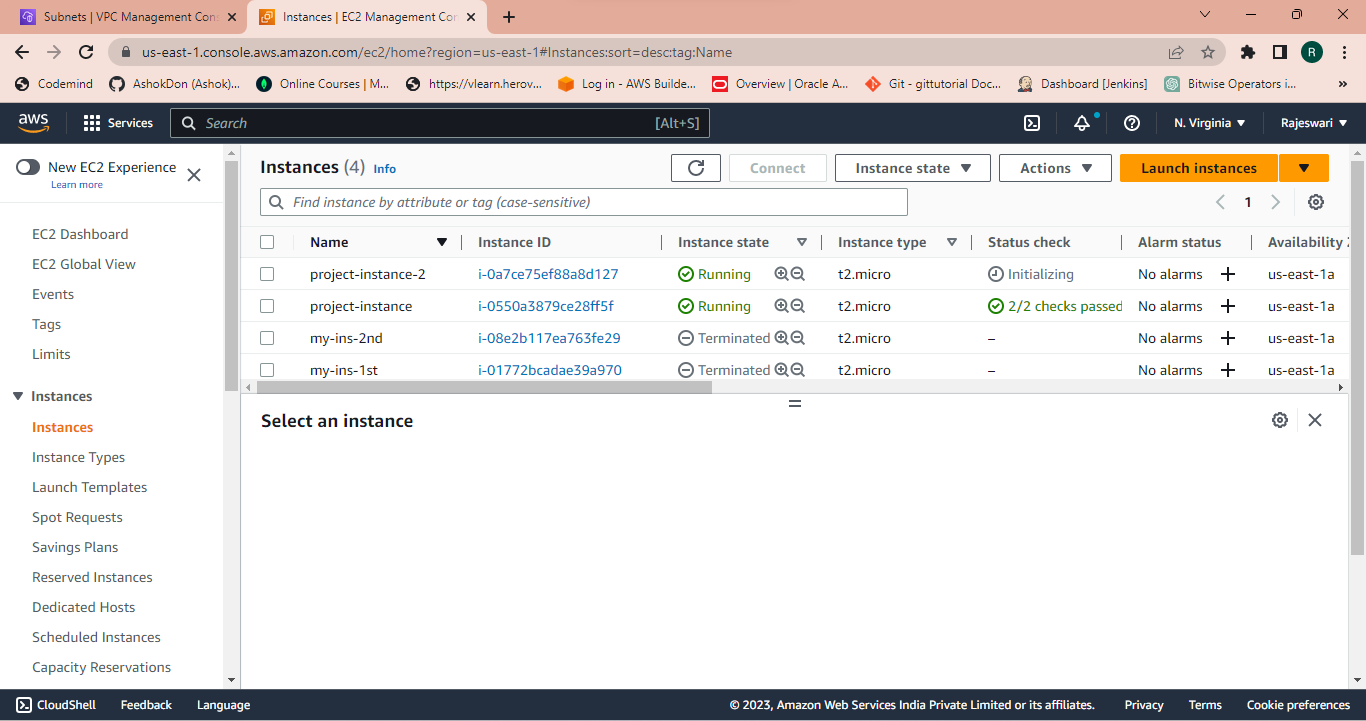 Subnets | VPC Management Con
Instances | EC2 Management Con
us-east-1.console.aws.amazon.com/ec2/home?region=us-east-1#Instances:sort=desc:tag:Name
R
Codemind
AshokDon (Ashok)...
Online Courses | M...
https://vlearn.herov...
Log in - AWS Builde...
Overview | Oracle A...
Git - gittutorial Doc...
Dashboard [Jenkins]
Bitwise Operators i...
»
aws
Services
Search
[Alt+S]
N. Virginia
Rajeswari
New EC2 Experience
Learn more
EC2 Dashboard
EC2 Global View
Events
Tags
Limits
Instances
Instances
Instance Types
Launch Templates
Spot Requests
Savings Plans
Reserved Instances
Dedicated Hosts
Scheduled Instances
Capacity Reservations
Instances (4) Info
Connect
Instance state
Actions
Launch instances
Find instance by attribute or tag (case-sensitive)
1
Name Instance ID Instance state Instance type Status check Alarm status Availability
project-instance-2 i-0a7ce75ef88a8d127 Running t2.micro Initializing No alarms + us-east-1a
project-instance i-0550a3879ce28ff5f Running t2.micro 2/2 checks passed No alarms + us-east-1a
my-ins-2nd i-08e2b117ea763fe29 Terminated t2.micro – No alarms + us-east-1a
my-ins-1st i-01772bcadae39a970 Terminated t2.micro – No alarms + us-east-1a
Select an instance
CloudShell
Feedback
Language
© 2023, Amazon Web Services India Private Limited or its affiliates.
Privacy
Terms
Cookie preferences